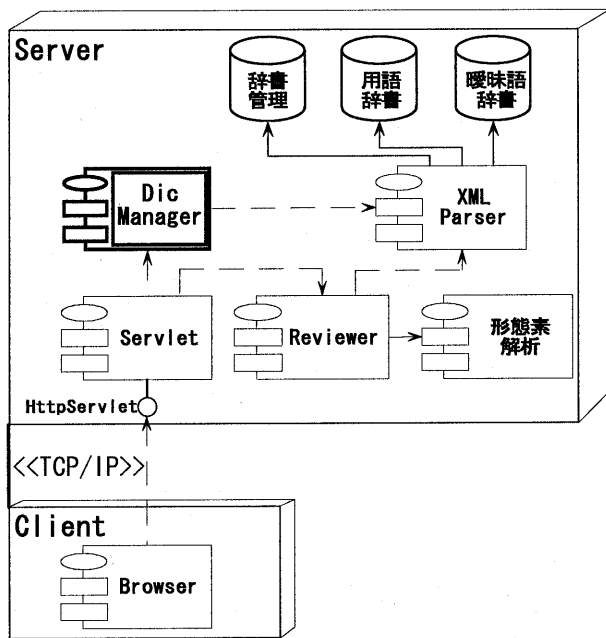 Server
辞書
管理
用語
辞書
曖昧語
辞書
Dic
Manager
XML
Parser
Servlet
Reviewer
形態素
解析
HttpServlet
<<TCP/IP>>
Client
Browser